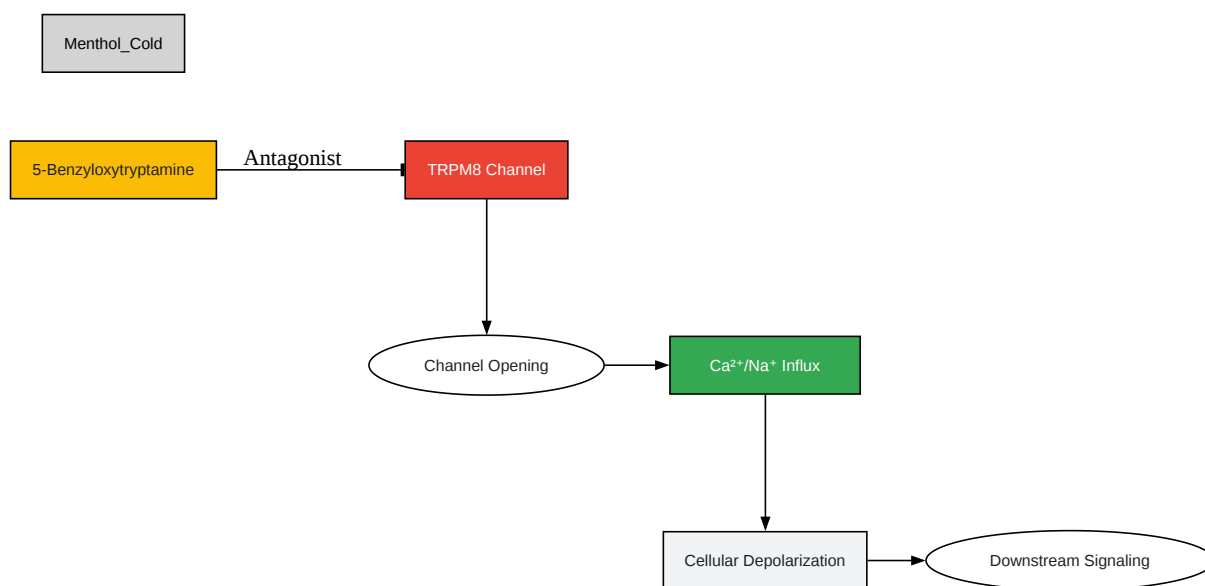 Menthol_Cold
5-Benzyloxytryptamine
Antagonist
TRPM8 Channel
Channel Opening
Ca²⁺/Na⁺ Influx
Cellular Depolarization
Downstream Signaling